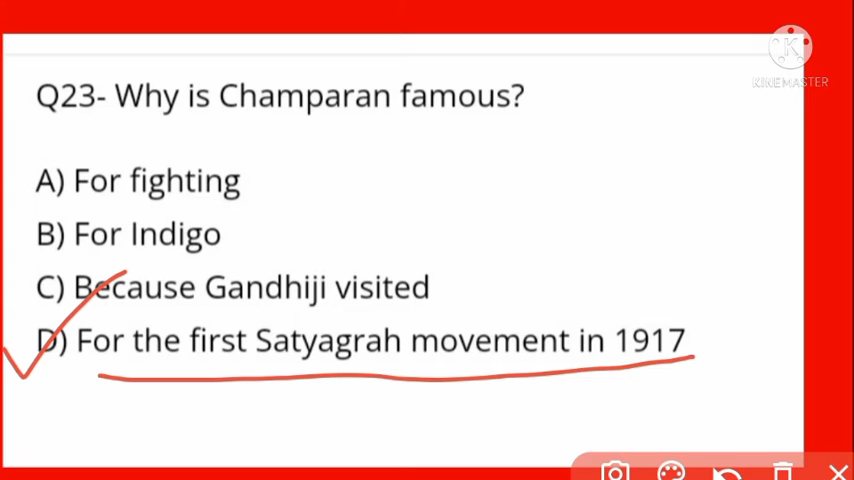 KINEMASTER
Q23- Why is Champaran famous?
A) For fighting
B) For Indigo
C) Because Gandhiji visited
D) For the first Satyagrah movement in 1917